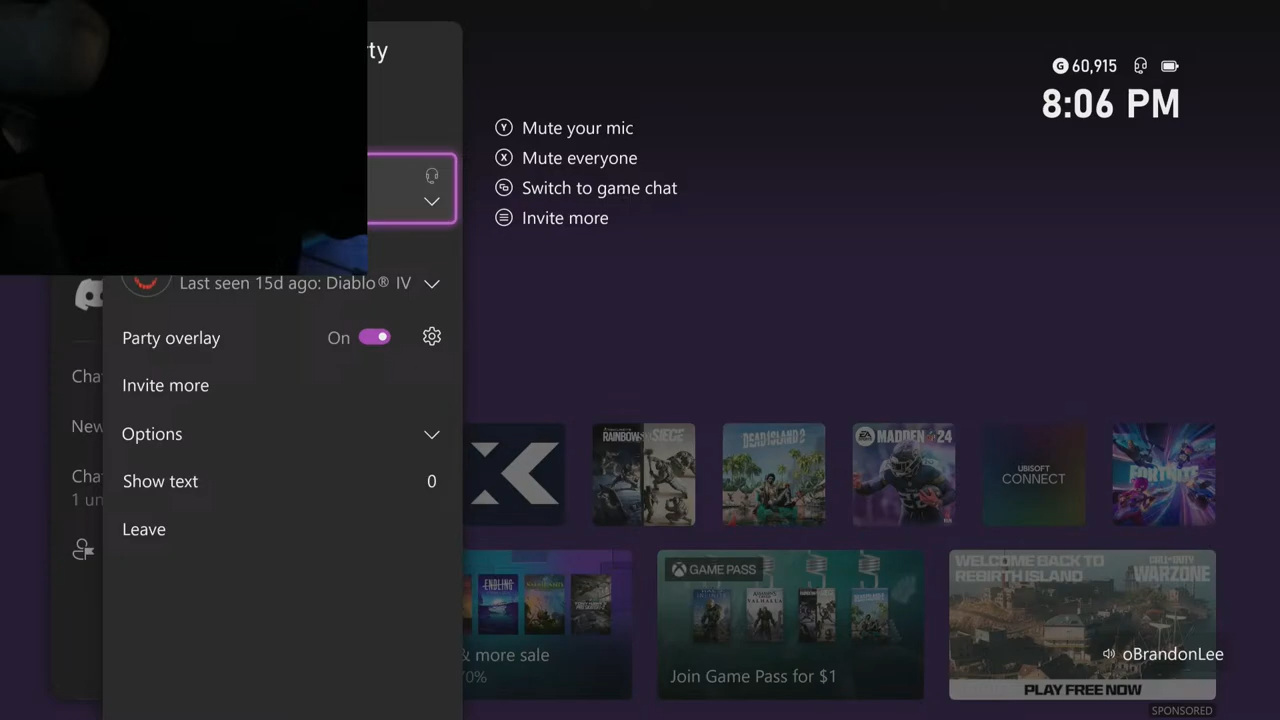 ty
60,915
8:06 PM
Mute your mic
Mute everyone
Switch to game chat
Invite more
Last seen 15d ago: Diablo® IV
Party overlay
On
Invite more
Options
Show text
0
Leave
Cha
New
Cha
1 un
RAINBOW SIEGE
DEAD ISLAND 2
EA MADDEN 24
UBISOFT
CONNECT
FORTNITE
ENDLING
& more sale
70%
GAME PASS
VALHALLA
Join Game Pass for $1
WELCOME BACK TO
REBIRTH ISLAND
CALL OF DUTY
WARZONE
oBrandonLee
PLAY FREE NOW
SPONSORED